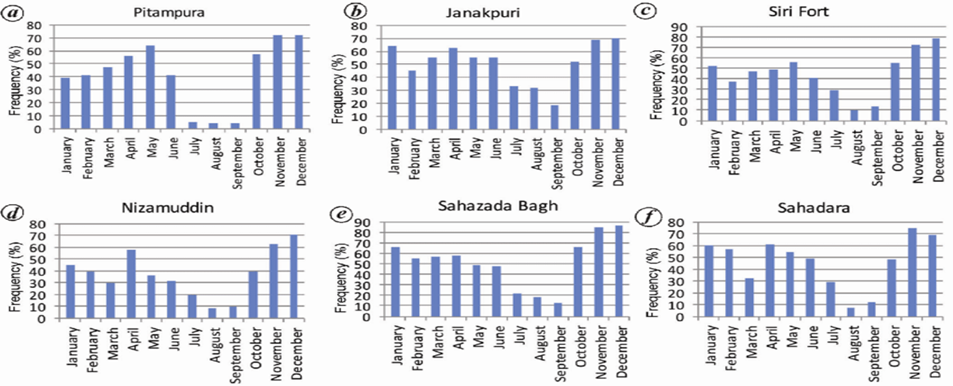 a Pitampura
Frequency (%)
80
70
60
50
40
30
20
10
0
January
February
March
April
May
June
July
August
September
October
November
December
b Janakpuri
Frequency (%)
80
70
60
50
40
30
20
10
0
January
February
March
April
May
June
July
August
September
October
November
December
c Siri Fort
Frequency (%)
90
80
70
60
50
40
30
20
10
0
January
February
March
April
May
June
July
August
September
October
November
December
d Nizamuddin
Frequency (%)
80
70
60
50
40
30
20
10
0
January
February
March
April
May
June
July
August
September
October
November
December
e Sahazada Bagh
Frequency (%)
90
80
70
60
50
40
30
20
10
0
January
February
March
April
May
June
July
August
September
October
November
December
f Sahadara
Frequency (%)
80
70
60
50
40
30
20
10
0
January
February
March
April
May
June
July
August
September
October
November
December